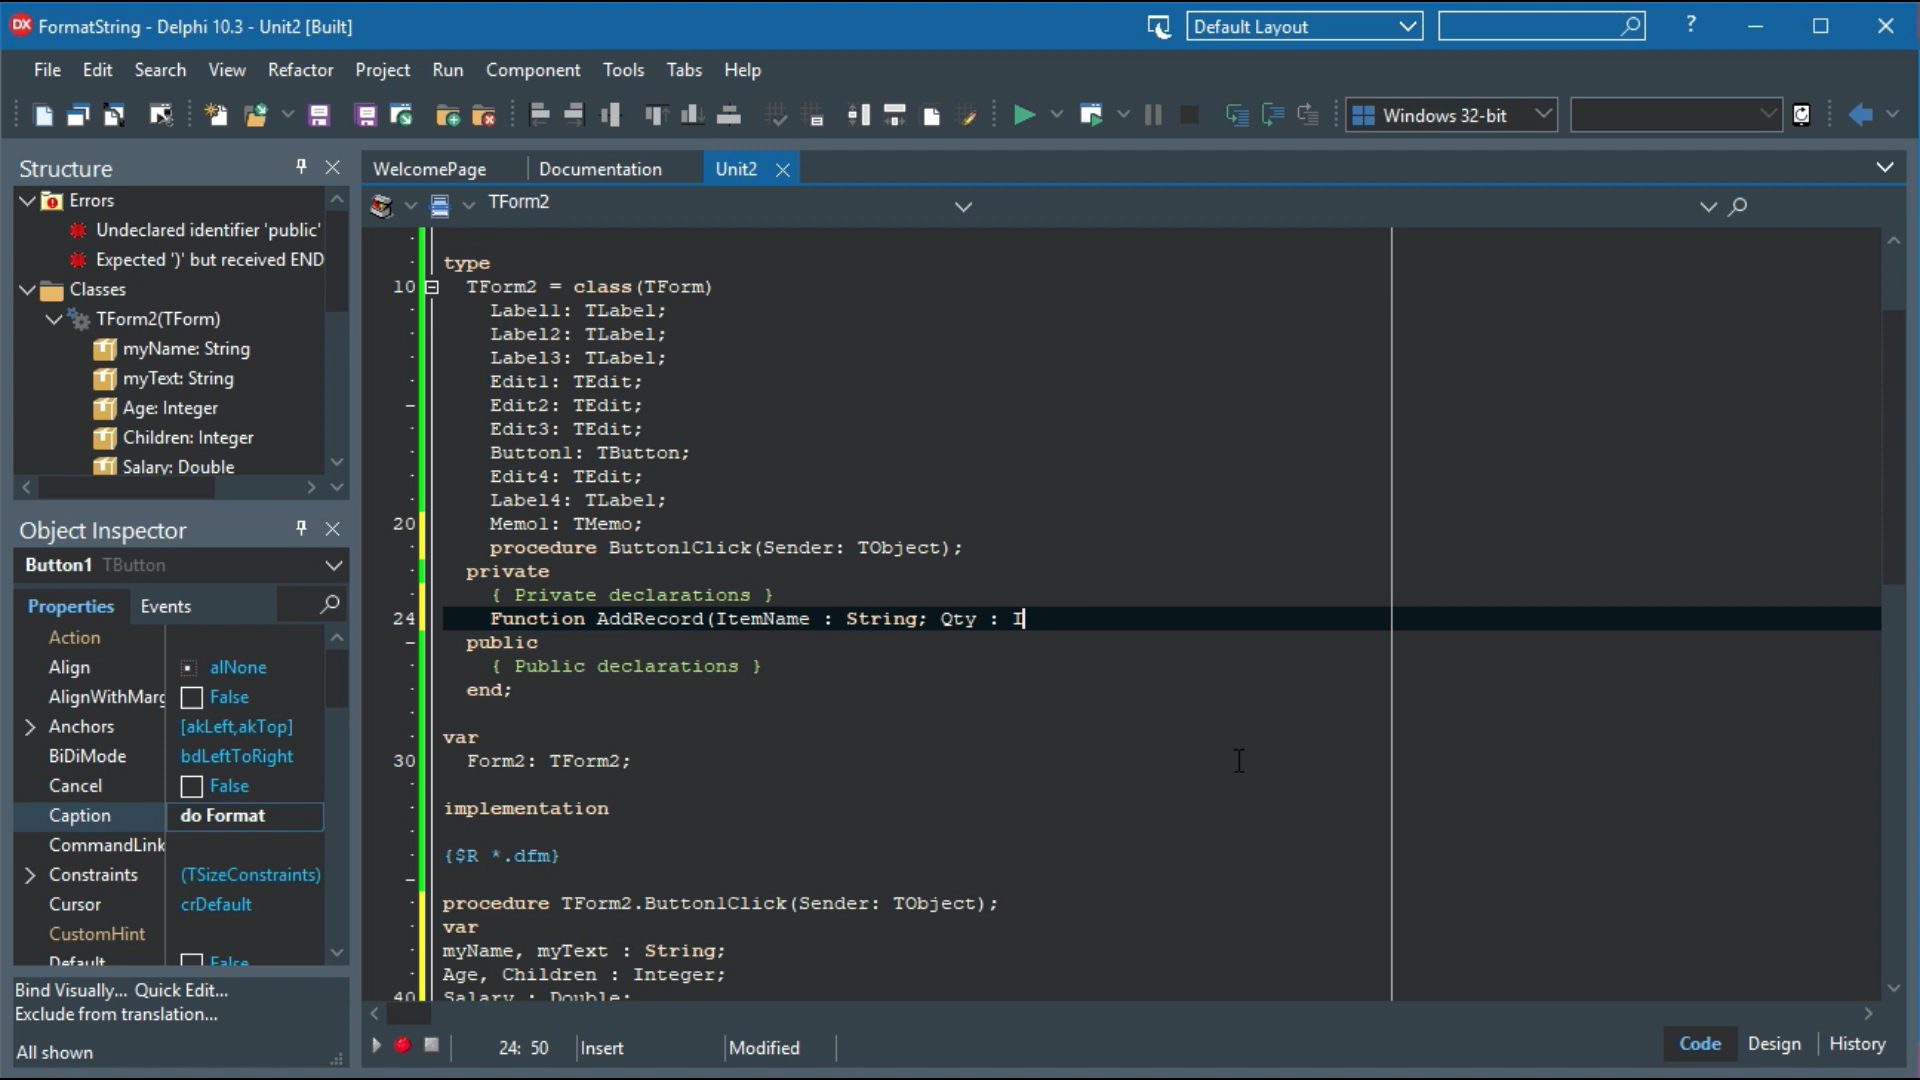 DX FormatString - Delphi 10.3 - Unit2 [Built]
Default Layout
?
File Edit Search View Refactor Project Run Component Tools Tabs Help
Windows 32-bit
Structure
Errors
Undeclared identifier 'public'
Expected ')' but received END
Classes
TForm2(TForm)
myName: String
myText: String
Age: Integer
Children: Integer
Salary: Double
Object Inspector
Button1 TButton
Properties Events
Action
Align alNone
AlignWithMarg False
Anchors [akLeft,akTop]
BiDiMode bdLeftToRight
Cancel False
Caption do Format
CommandLink
Constraints (TSizeConstraints)
Cursor crDefault
CustomHint
Default False
Bind Visually... Quick Edit...
Exclude from translation...
All shown
WelcomePage Documentation Unit2
TForm2
type
10 TForm2 = class(TForm)
Label1: TLabel;
Label2: TLabel;
Label3: TLabel;
Edit1: TEdit;
Edit2: TEdit;
Edit3: TEdit;
Button1: TButton;
Edit4: TEdit;
Label4: TLabel;
20 Memo1: TMemo;
procedure Button1Click(Sender: TObject);
private
{ Private declarations }
24 Function AddRecord(ItemName : String; Qty : I
public
{ Public declarations }
end;
var
30 Form2: TForm2;
implementation
{$R *.dfm}
procedure TForm2.Button1Click(Sender: TObject);
var
myName, myText : String;
Age, Children : Integer;
40 Salary : Double;
24: 50 Insert Modified
Code Design History